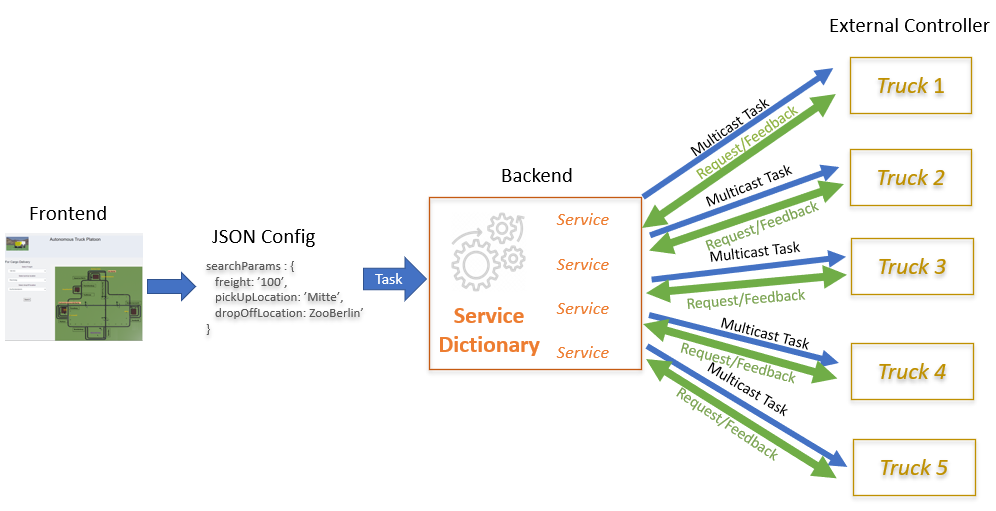 External Controller
Frontend
Autonomous Truck Platoon
For Cargo Delivery
JSON Config
searchParams : {
freight: ’100’,
pickUpLocation: ’Mitte’,
dropOffLocation: ZooBerlin’
}
Task
Backend
Service
Dictionary
Service
Service
Service
Service
Multicast Task
Request/Feedback
Truck 1
Multicast Task
Request/Feedback
Truck 2
Multicast Task
Request/Feedback
Truck 3
Multicast Task
Request/Feedback
Truck 4
Multicast Task
Request/Feedback
Truck 5